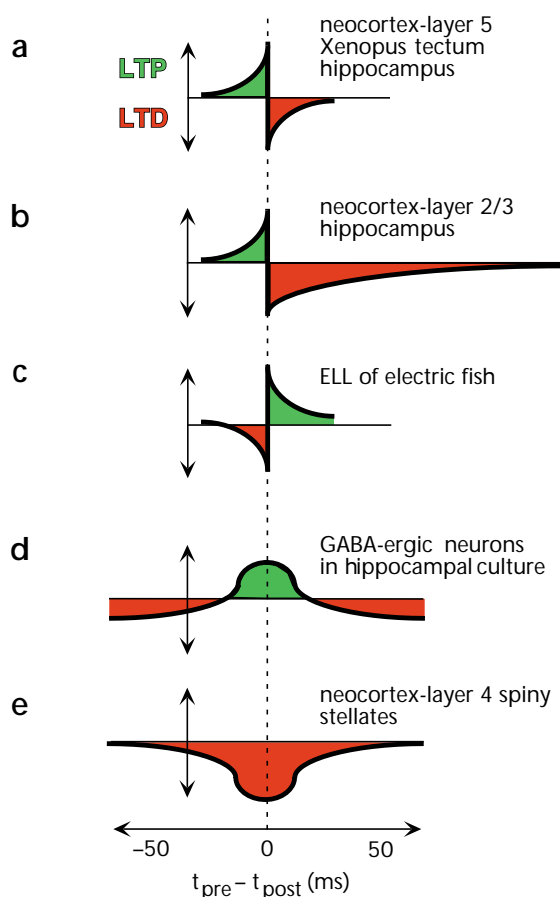 a
neocortex-layer 5
Xenopus tectum
hippocampus
LTP
LTD
b
neocortex-layer 2/3
hippocampus
c
ELL of electric fish
d
GABA-ergic neurons
in hippocampal culture
e
neocortex-layer 4 spiny
stellates
–50 0 50
tpre – tpost (ms)